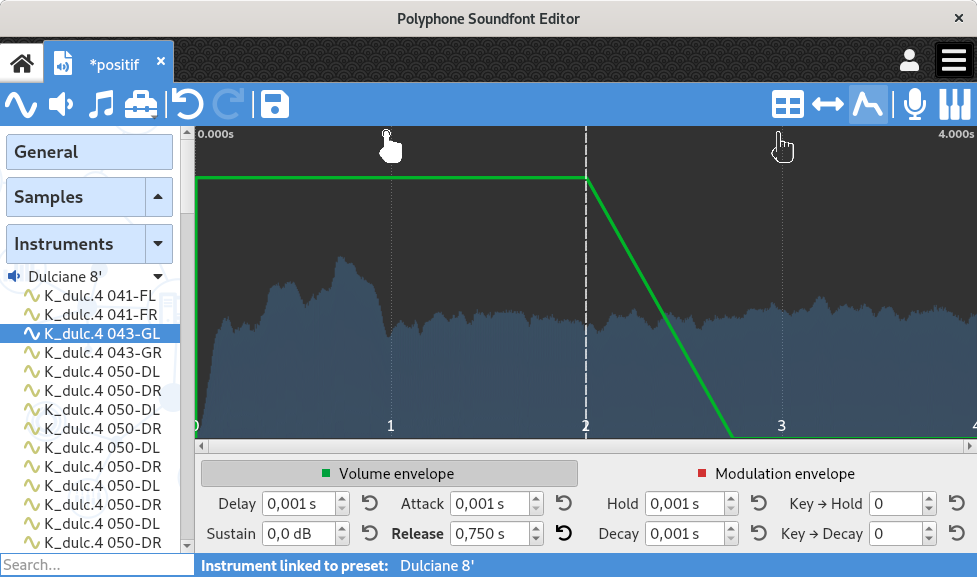 Polyphone Soundfont Editor
*positif
General
Samples
Instruments
Dulciane 8'
K_dulc.4 041-FL
K_dulc.4 041-FR
K_dulc.4 043-GL
K_dulc.4 043-GR
K_dulc.4 050-DL
K_dulc.4 050-DR
K_dulc.4 050-DL
K_dulc.4 050-DR
K_dulc.4 050-DL
K_dulc.4 050-DR
K_dulc.4 050-DL
K_dulc.4 050-DR
K_dulc.4 050-DL
K_dulc.4 050-DR
Search...
0.000s 4.000s
0 1 2 3 4
Volume envelope Modulation envelope
Delay 0,001 s Attack 0,001 s Hold 0,001 s Key → Hold 0
Sustain 0,0 dB Release 0,750 s Decay 0,001 s Key → Decay 0
Instrument linked to preset: Dulciane 8'